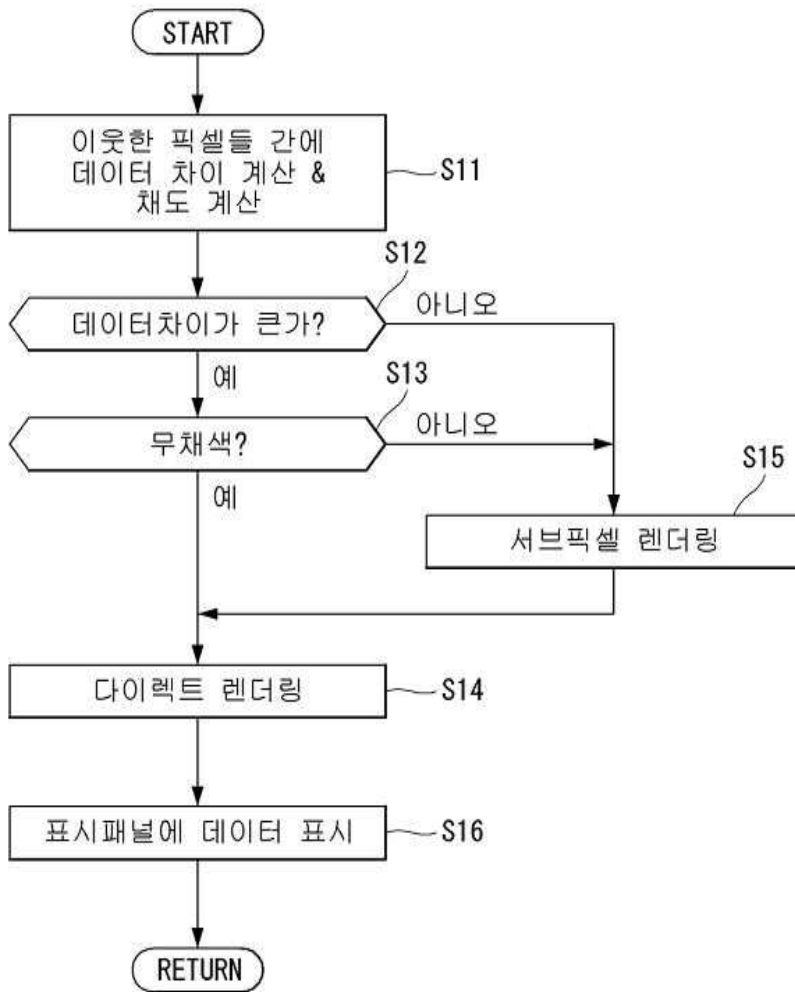 START
이웃한 픽셀들 간에
데이터 차이 계산 &
채도 계산
S11
S12
데이터차이가 큰가?
아니오
예
S13
무채색?
아니오
예
S15
서브픽셀 렌더링
다이렉트 렌더링
S14
표시패널에 데이터 표시
S16
RETURN